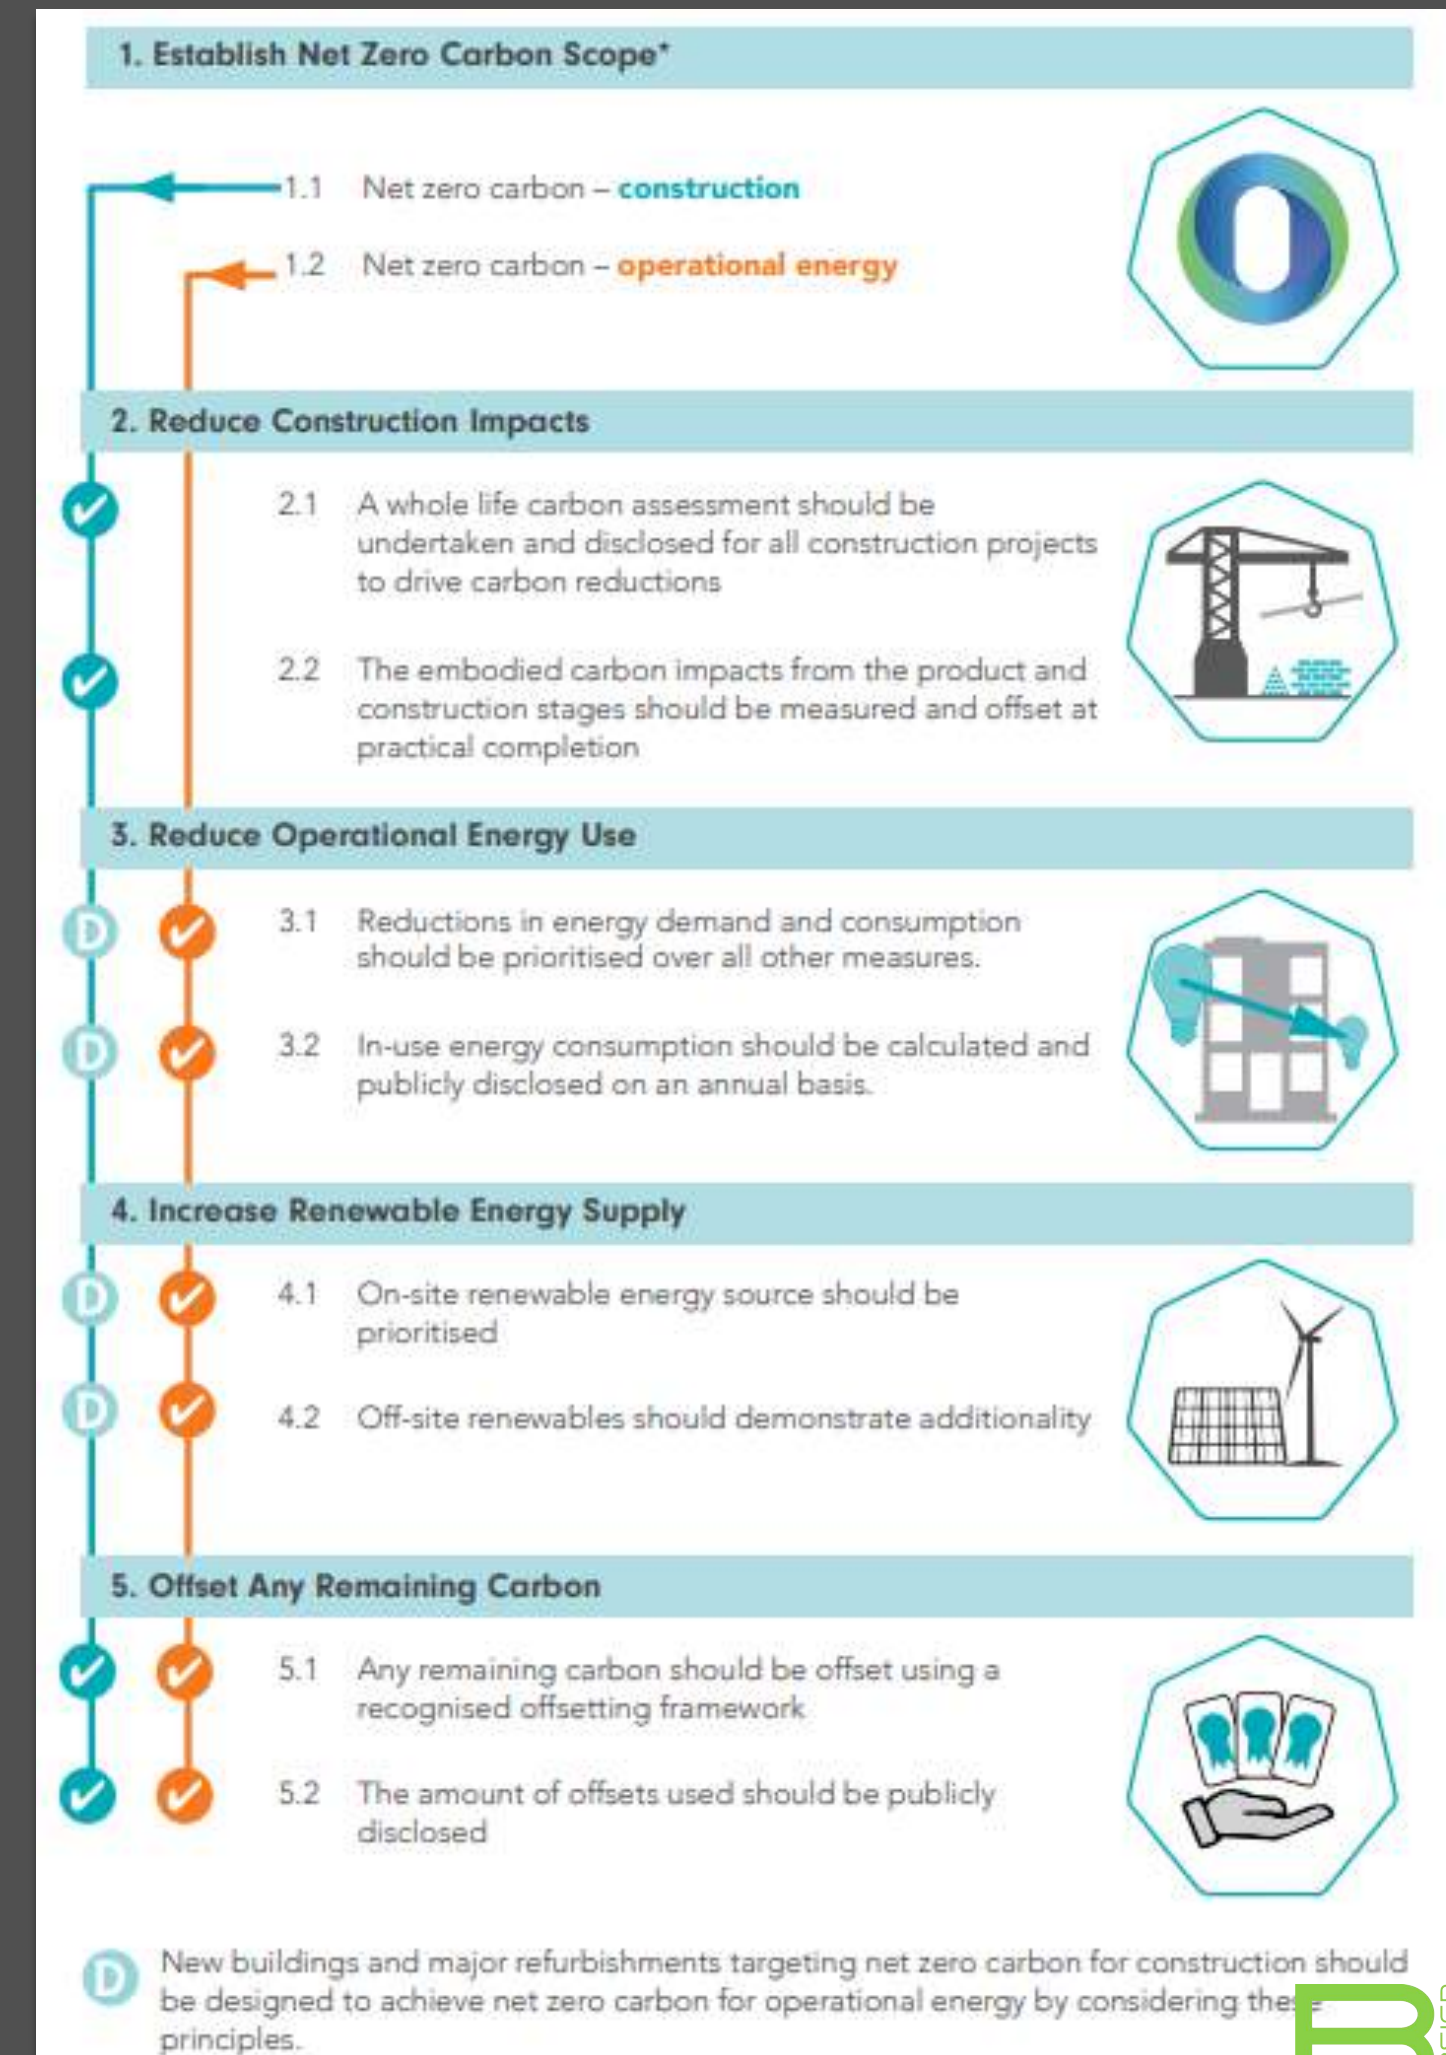 1. Establish Net Zero Carbon Scope*
1.1 Net zero carbon – construction
1.2 Net zero carbon – operational energy
2. Reduce Construction Impacts
2.1 A whole life carbon assessment should be
undertaken and disclosed for all construction projects
to drive carbon reductions
2.2 The embodied carbon impacts from the product and
construction stages should be measured and offset at
practical completion
3. Reduce Operational Energy Use
D 3.1 Reductions in energy demand and consumption
should be prioritised over all other measures.
D 3.2 In-use energy consumption should be calculated and
publicly disclosed on an annual basis.
4. Increase Renewable Energy Supply
D 4.1 On-site renewable energy source should be
prioritised
D 4.2 Off-site renewables should demonstrate additionality
5. Offset Any Remaining Carbon
5.1 Any remaining carbon should be offset using a
recognised offsetting framework
5.2 The amount of offsets used should be publicly
disclosed
D New buildings and major refurbishments targeting net zero carbon for construction should
be designed to achieve net zero carbon for operational energy by considering these
principles.